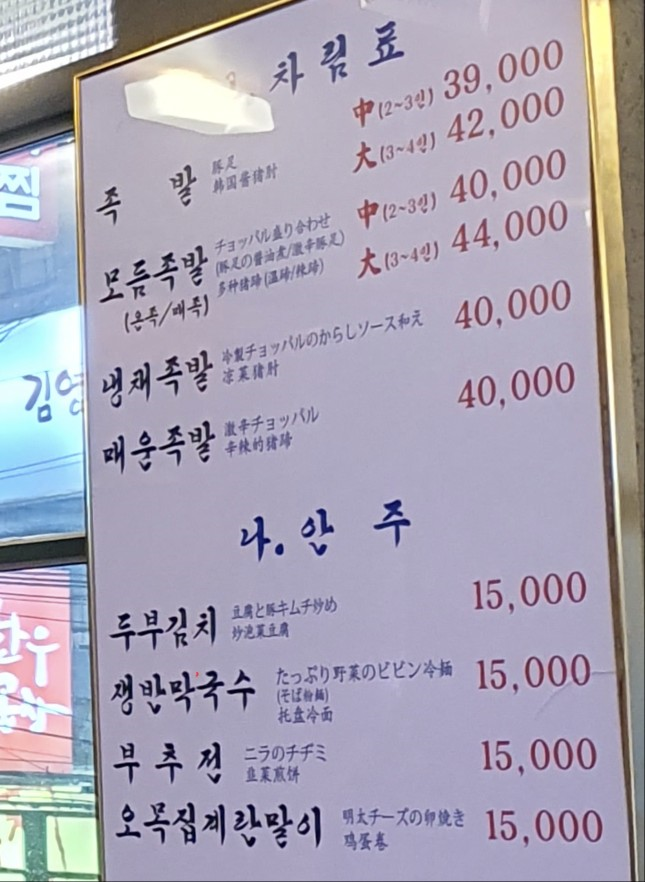 차림표
족 발
豚足
韩国酱猪肘
中(2~3인) 39,000
大(3~4인) 42,000
모듬족발
(온족/매족)
チョッパル盛り合わせ
(豚足の醤油煮/激辛豚足)
多种猪蹄(温蹄/辣蹄)
中(2~3인) 40,000
大(3~4인) 44,000
냉채족발
冷製チョッパルのからしソース和え
凉菜猪肘
40,000
매운족발
激辛チョッパル
辛辣的猪蹄
40,000
나. 안 주
두부김치
豆腐と豚キムチ炒め
炒泡菜豆腐
15,000
쟁반막국수
たっぷり野菜のビビン冷麺
(そば粉麺)
托盘冷面
15,000
부 추 전
ニラのチヂミ
韭菜煎饼
15,000
오목집계란말이
明太チーズの卵焼き
鸡蛋卷
15,000
찜
김영
한우